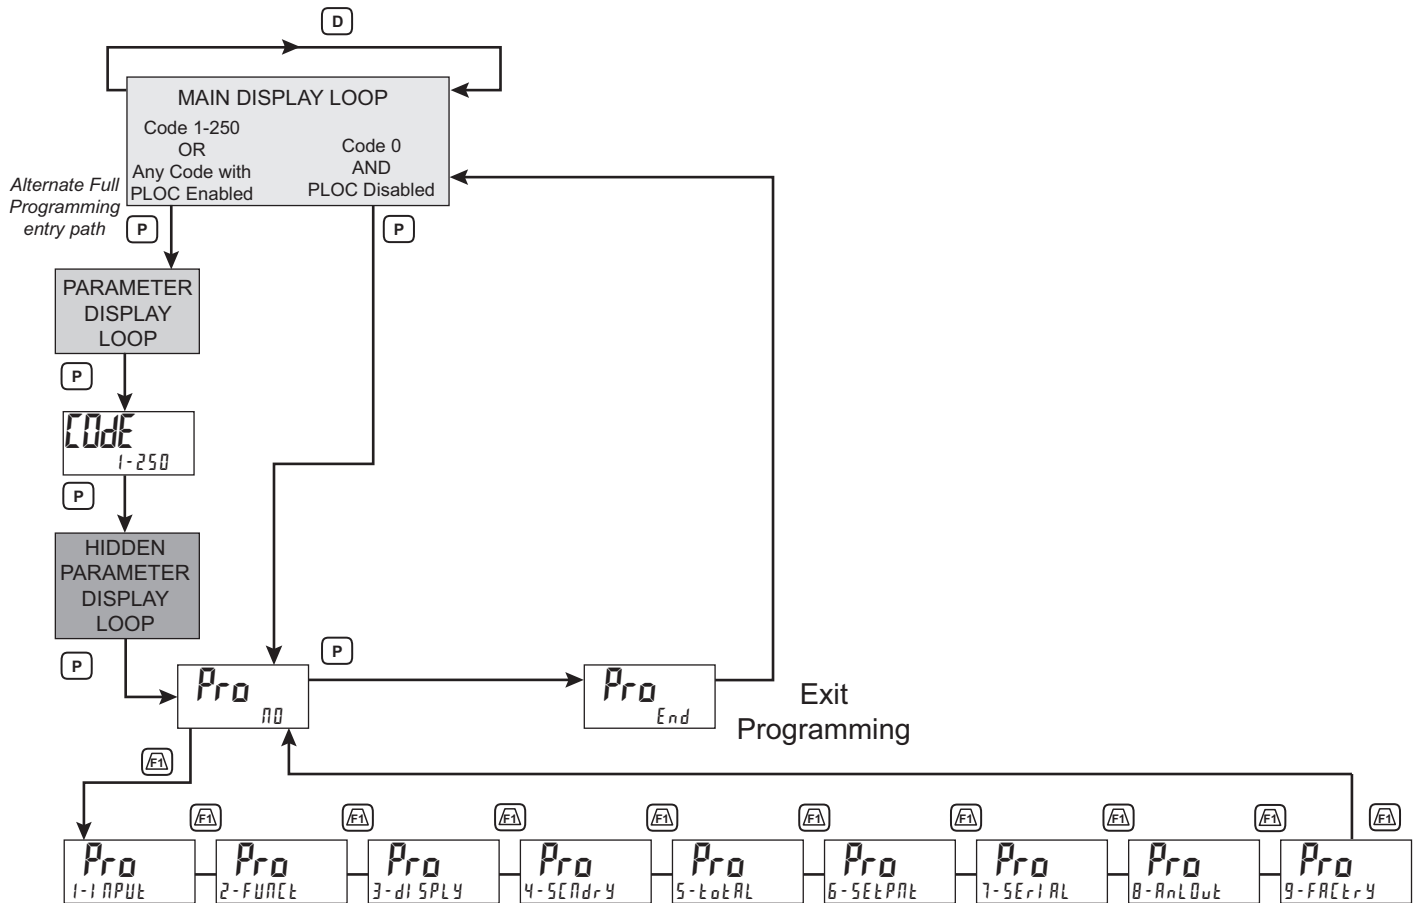 D
MAIN DISPLAY LOOP
Code 1-250
OR
Any Code with
PLOC Enabled
Code 0
AND
PLOC Disabled
Alternate Full
Programming
entry path
P
P
PARAMETER
DISPLAY
LOOP
P
COdE
1-250
P
HIDDEN
PARAMETER
DISPLAY
LOOP
P
Pro
NO
P
Pro
End
Exit
Programming
F1
F1
F1
F1
F1
F1
F1
F1
F1
F1
Pro
1-INPUt
Pro
2-FUNCt
Pro
3-dISPLY
Pro
4-SCNdrY
Pro
5-totAL
Pro
6-SEtPNt
Pro
7-SErIAL
Pro
8-AnLOut
Pro
9-FACtrY